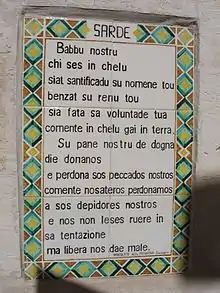 SARDE
Babbu nostru
chi ses in chelu
siat santificadu su nomene tou
benzat su renu tou
sia fata sa voluntade tua
comente in chelu gai in terra.
Su pane nostru de dogna
die donanos
e perdona sos peccados nostros
comente nosateros perdonamos
a sos depidores nostros
e nos non leses ruere in
sa tentazione
ma libera nos dae male.